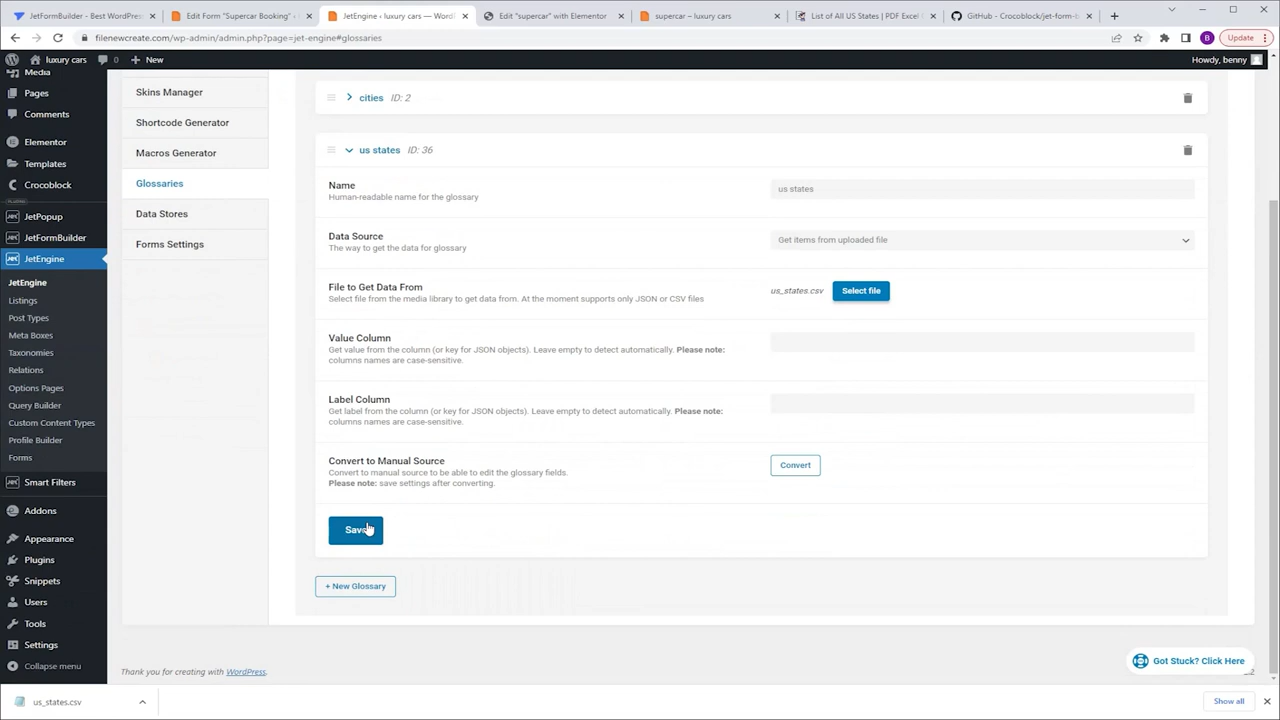 JetFormBuilder - Best WordPress
Edit Form "Supercar Booking" ‹
JetEngine ‹ luxury cars — WordP
Edit "supercar" with Elementor
supercar – luxury cars
List of All US States | PDF Excel
GitHub - Crocoblock/jet-form-b
filenewcreate.com/wp-admin/admin.php?page=jet-engine#glossaries
B
Update
luxury cars
0
New
Howdy, benny
Media
Pages
Comments
Elementor
Templates
Crocoblock
JetPopup
JetFormBuilder
JetEngine
JetEngine
Listings
Post Types
Meta Boxes
Taxonomies
Relations
Options Pages
Query Builder
Custom Content Types
Profile Builder
Forms
Smart Filters
Addons
Appearance
Plugins
Snippets
Users
Tools
Settings
Collapse menu
Skins Manager
Shortcode Generator
Macros Generator
Glossaries
Data Stores
Forms Settings
cities ID: 2
us states ID: 36
Name
Human-readable name for the glossary
us states
Data Source
The way to get the data for glossary
Get items from uploaded file
File to Get Data From
Select file from the media library to get data from. At the moment supports only JSON or CSV files
us_states.csv
Select file
Value Column
Get value from the column (or key for JSON objects). Leave empty to detect automatically. Please note:
columns names are case-sensitive.
Label Column
Get label from the column (or key for JSON objects). Leave empty to detect automatically. Please note:
columns names are case-sensitive.
Convert to Manual Source
Convert to manual source to be able to edit the glossary fields.
Please note: save settings after converting.
Convert
Save
+ New Glossary
Thank you for creating with WordPress.
Got Stuck? Click Here
us_states.csv
Show all